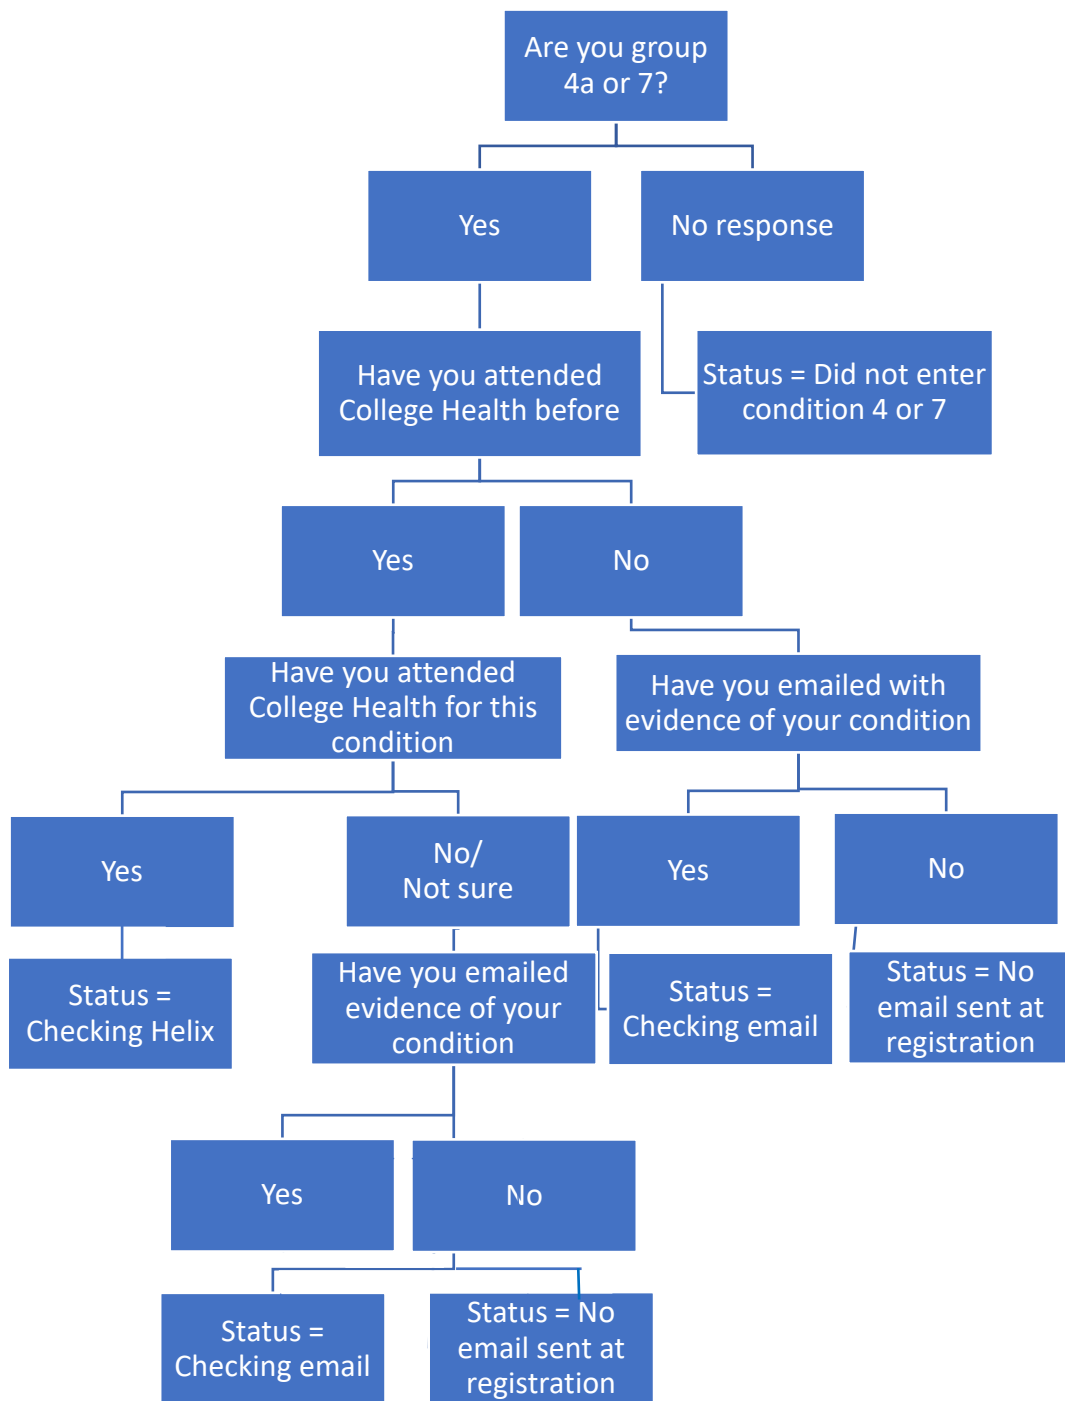 Are you group
4a or 7?
Yes
No response
Have you attended
College Health before
Status = Did not enter
condition 4 or 7
Yes
No
Have you attended
College Health for this
condition
Have you emailed with
evidence of your condition
Yes
No/
Not sure
Yes
No
Status =
Checking Helix
Have you emailed
evidence of your
condition
Status =
Checking email
Status = No
email sent at
registration
Yes
No
Status =
Checking email
Status = No
email sent at
registration